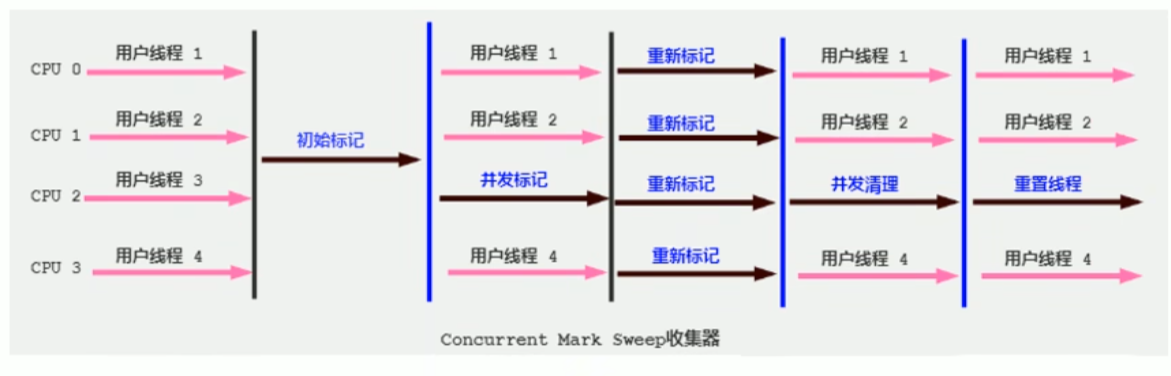 用户线程 1 用户线程 1 重新标记 用户线程 1 用户线程 1
CPU 0
用户线程 2 用户线程 2 重新标记 用户线程 2 用户线程 2
CPU 1
初始标记
用户线程 3 并发标记 重新标记 并发清理 重置线程
CPU 2
用户线程 4 用户线程 4 重新标记 用户线程 4 用户线程 4
CPU 3
Concurrent Mark Sweep收集器